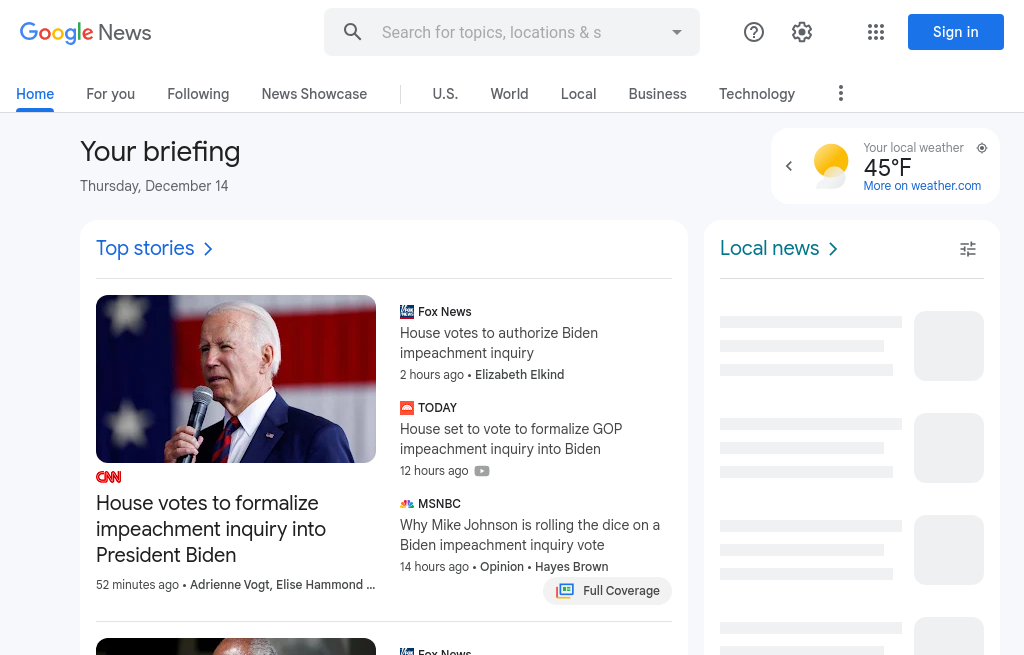 Google News
Search for topics, locations & s
Sign in
Home
For you
Following
News Showcase
U.S.
World
Local
Business
Technology
Your briefing
Thursday, December 14
Your local weather
45°F
More on weather.com
Top stories
CNN
House votes to formalize
impeachment inquiry into
President Biden
52 minutes ago • Adrienne Vogt, Elise Hammond ...
Fox News
House votes to authorize Biden
impeachment inquiry
2 hours ago • Elizabeth Elkind
TODAY
House set to vote to formalize GOP
impeachment inquiry into Biden
12 hours ago
MSNBC
Why Mike Johnson is rolling the dice on a
Biden impeachment inquiry vote
14 hours ago • Opinion • Hayes Brown
Full Coverage
Fox News
Local news